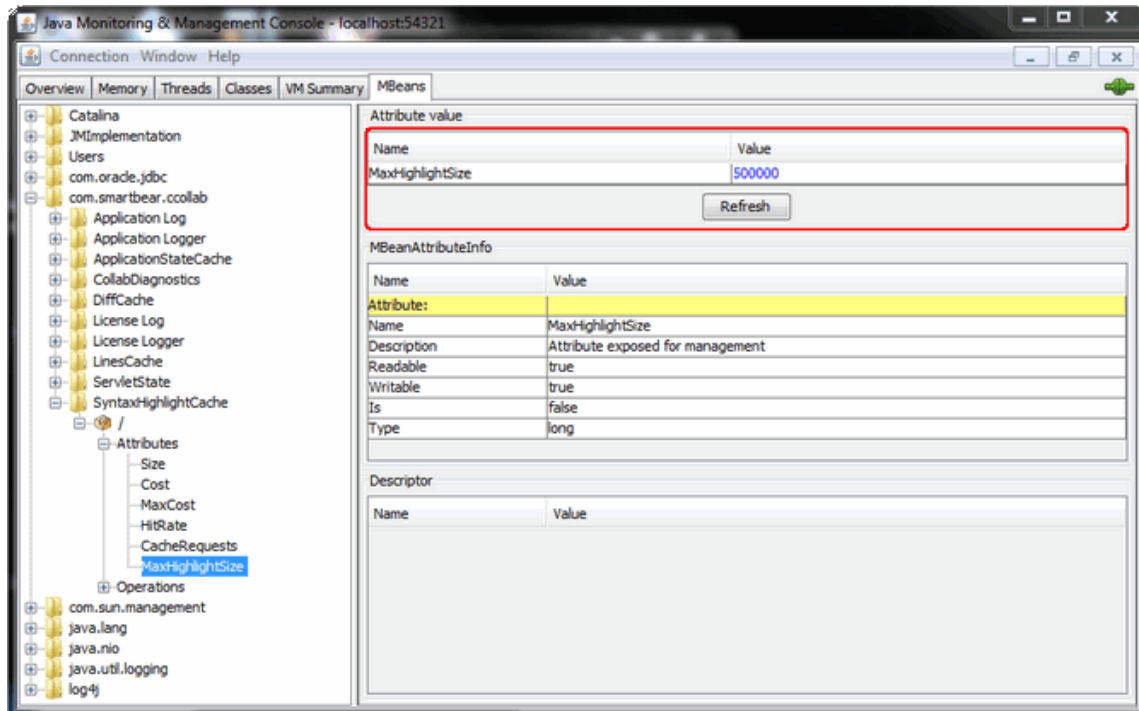 Java Monitoring & Management Console - localhost:54321
Connection Window Help
Overview Memory Threads Classes VM Summary MBeans
Catalina
JMImplementation
Users
com.oracle.jdbc
com.smartbear.ccollab
Application Log
Application Logger
ApplicationStateCache
CollabDiagnostics
DiffCache
License Log
License Logger
LinesCache
ServletState
SyntaxHighlightCache
/
Attributes
Size
Cost
MaxCost
HitRate
CacheRequests
MaxHighlightSize
Operations
com.sun.management
java.lang
java.nio
java.util.logging
log4j
Attribute value
Name Value
MaxHighlightSize 500000
Refresh
MBeanAttributeInfo
Name Value
Attribute:
Name MaxHighlightSize
Description Attribute exposed for management
Readable true
Writable true
Is false
Type long
Descriptor
Name Value